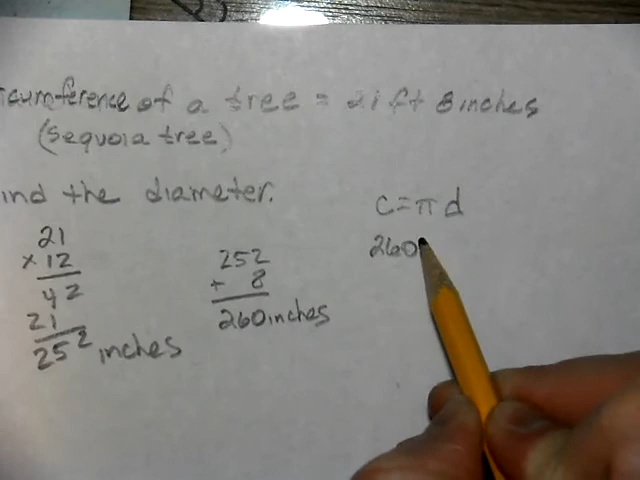 rcumference of a tree = 21 ft 8 inches
(Sequoia tree)
ind the diameter.
21
x 12
42
21
252 inches
252
+ 8
260 inches
c = π d
260